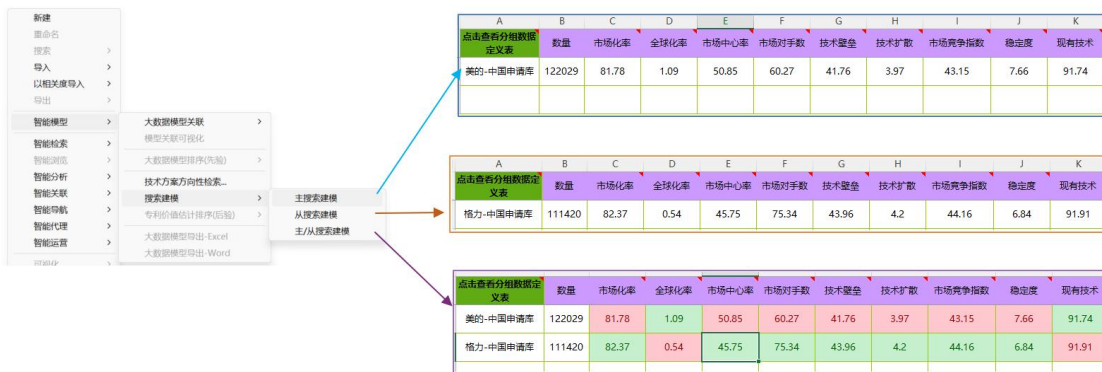 新建
重命名
搜索
导入
以相关度导入
导出
智能模型
智能检索
智能浏览
智能分析
智能关联
智能导航
智能代理
智能运营
可视化
大数据模型关联
模型关联可视化
大数据模型排序(先验)
技术方案方向性检索...
搜索建模
专利价值估计排序(后验)
大数据模型导出-Excel
大数据模型导出-Word
主搜索建模
从搜索建模
主/从搜索建模
A B C D E F G H I J K
点击查看分组数据定义表 数量 市场化率 全球化率 市场中心率 市场对手数 技术壁垒 技术扩散 市场竞争指数 稳定度 现有技术
美的-中国申请库 122029 81.78 1.09 50.85 60.27 41.76 3.97 43.15 7.66 91.74
A B C D E F G H I J K
点击查看分组数据定义表 数量 市场化率 全球化率 市场中心率 市场对手数 技术壁垒 技术扩散 市场竞争指数 稳定度 现有技术
格力-中国申请库 111420 82.37 0.54 45.75 75.34 43.96 4.2 44.16 6.84 91.91
点击查看分组数据定义表 数量 市场化率 全球化率 市场中心率 市场对手数 技术壁垒 技术扩散 市场竞争指数 稳定度 现有技术
美的-中国申请库 122029 81.78 1.09 50.85 60.27 41.76 3.97 43.15 7.66 91.74
格力-中国申请库 111420 82.37 0.54 45.75 75.34 43.96 4.2 44.16 6.84 91.91